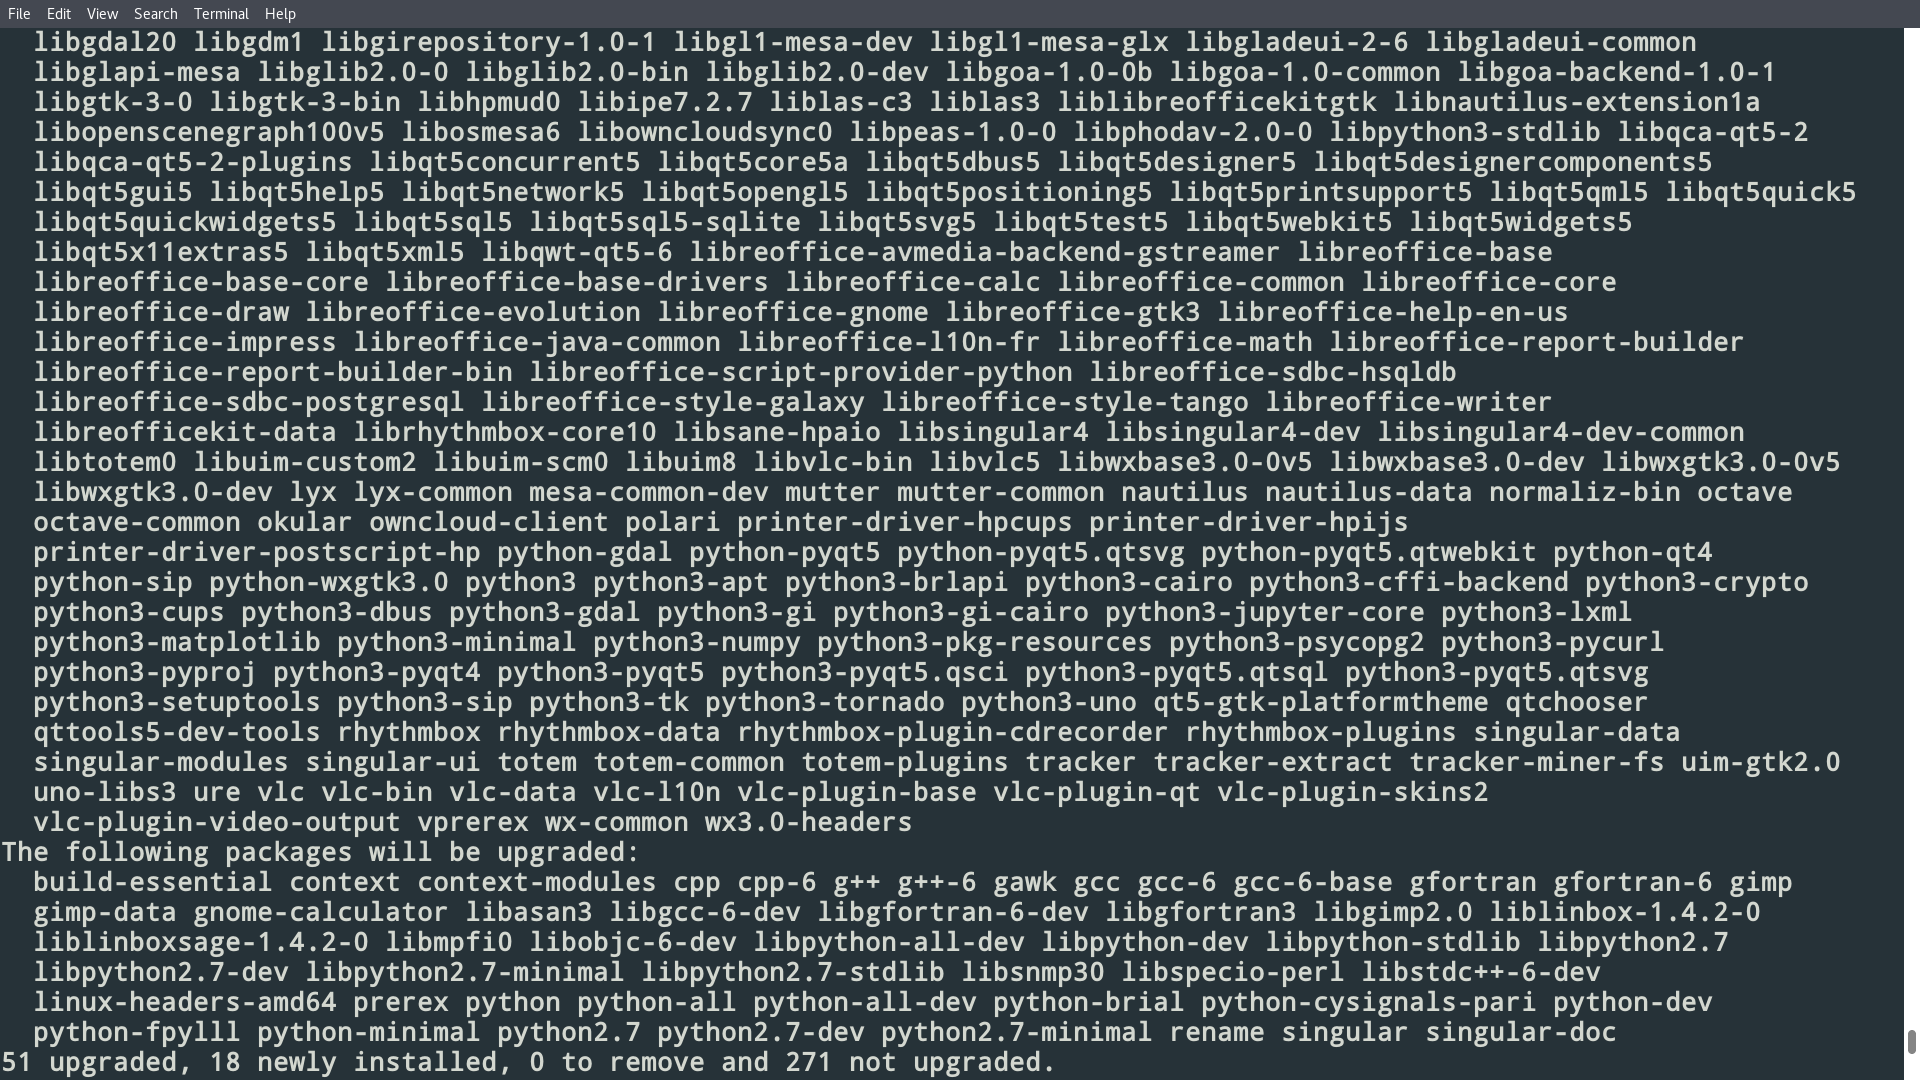 File Edit View Search Terminal Help
libgdal20 libgdm1 libgirepository-1.0-1 libgl1-mesa-dev libgl1-mesa-glx libgladeui-2-6 libgladeui-common
libglapi-mesa libglib2.0-0 libglib2.0-bin libglib2.0-dev libgoa-1.0-0b libgoa-1.0-common libgoa-backend-1.0-1
libgtk-3-0 libgtk-3-bin libhpmud0 libipe7.2.7 liblas-c3 liblas3 liblibreofficekitgtk libnautilus-extension1a
libopenscenegraph100v5 libosmesa6 libowncloudsync0 libpeas-1.0-0 libphodav-2.0-0 libpython3-stdlib libqca-qt5-2
libqca-qt5-2-plugins libqt5concurrent5 libqt5core5a libqt5dbus5 libqt5designer5 libqt5designercomponents5
libqt5gui5 libqt5help5 libqt5network5 libqt5opengl5 libqt5positioning5 libqt5printsupport5 libqt5qml5 libqt5quick5
libqt5quickwidgets5 libqt5sql5 libqt5sql5-sqlite libqt5svg5 libqt5test5 libqt5webkit5 libqt5widgets5
libqt5x11extras5 libqt5xml5 libqwt-qt5-6 libreoffice-avmedia-backend-gstreamer libreoffice-base
libreoffice-base-core libreoffice-base-drivers libreoffice-calc libreoffice-common libreoffice-core
libreoffice-draw libreoffice-evolution libreoffice-gnome libreoffice-gtk3 libreoffice-help-en-us
libreoffice-impress libreoffice-java-common libreoffice-l10n-fr libreoffice-math libreoffice-report-builder
libreoffice-report-builder-bin libreoffice-script-provider-python libreoffice-sdbc-hsqldb
libreoffice-sdbc-postgresql libreoffice-style-galaxy libreoffice-style-tango libreoffice-writer
libreofficekit-data librhythmbox-core10 libsane-hpaio libsingular4 libsingular4-dev libsingular4-dev-common
libtotem0 libuim-custom2 libuim-scm0 libuim8 libvlc-bin libvlc5 libwxbase3.0-0v5 libwxbase3.0-dev libwxgtk3.0-0v5
libwxgtk3.0-dev lyx lyx-common mesa-common-dev mutter mutter-common nautilus nautilus-data normaliz-bin octave
octave-common okular owncloud-client polari printer-driver-hpcups printer-driver-hpijs
printer-driver-postscript-hp python-gdal python-pyqt5 python-pyqt5.qtsvg python-pyqt5.qtwebkit python-qt4
python-sip python-wxgtk3.0 python3 python3-apt python3-brlapi python3-cairo python3-cffi-backend python3-crypto
python3-cups python3-dbus python3-gdal python3-gi python3-gi-cairo python3-jupyter-core python3-lxml
python3-matplotlib python3-minimal python3-numpy python3-pkg-resources python3-psycopg2 python3-pycurl
python3-pyproj python3-pyqt4 python3-pyqt5 python3-pyqt5.qsci python3-pyqt5.qtsql python3-pyqt5.qtsvg
python3-setuptools python3-sip python3-tk python3-tornado python3-uno qt5-gtk-platformtheme qtchooser
qttools5-dev-tools rhythmbox rhythmbox-data rhythmbox-plugin-cdrecorder rhythmbox-plugins singular-data
singular-modules singular-ui totem totem-common totem-plugins tracker tracker-extract tracker-miner-fs uim-gtk2.0
uno-libs3 ure vlc vlc-bin vlc-data vlc-l10n vlc-plugin-base vlc-plugin-qt vlc-plugin-skins2
vlc-plugin-video-output vprerex wx-common wx3.0-headers
The following packages will be upgraded:
build-essential context context-modules cpp cpp-6 g++ g++-6 gawk gcc gcc-6 gcc-6-base gfortran gfortran-6 gimp
gimp-data gnome-calculator libasan3 libgcc-6-dev libgfortran-6-dev libgfortran3 libgimp2.0 liblinbox-1.4.2-0
liblinboxsage-1.4.2-0 libmpfi0 libobjc-6-dev libpython-all-dev libpython-dev libpython-stdlib libpython2.7
libpython2.7-dev libpython2.7-minimal libpython2.7-stdlib libsnmp30 libspecio-perl libstdc++-6-dev
linux-headers-amd64 prerex python python-all python-all-dev python-brial python-cysignals-pari python-dev
python-fpylll python-minimal python2.7 python2.7-dev python2.7-minimal rename singular singular-doc
51 upgraded, 18 newly installed, 0 to remove and 271 not upgraded.